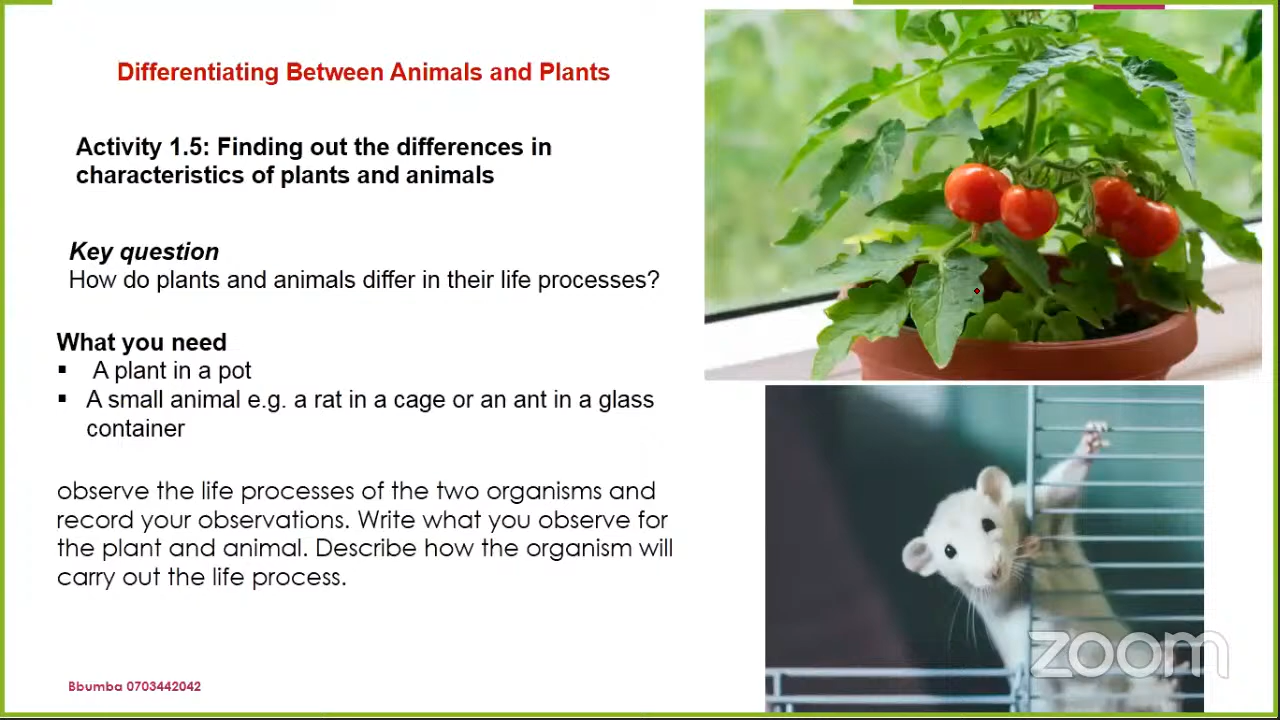 Differentiating Between Animals and Plants
Activity 1.5: Finding out the differences in
characteristics of plants and animals
Key question
How do plants and animals differ in their life processes?
What you need
▪ A plant in a pot
▪ A small animal e.g. a rat in a cage or an ant in a glass
container
observe the life processes of the two organisms and
record your observations. Write what you observe for
the plant and animal. Describe how the organism will
carry out the life process.
Bbumba 0703442042
zoom